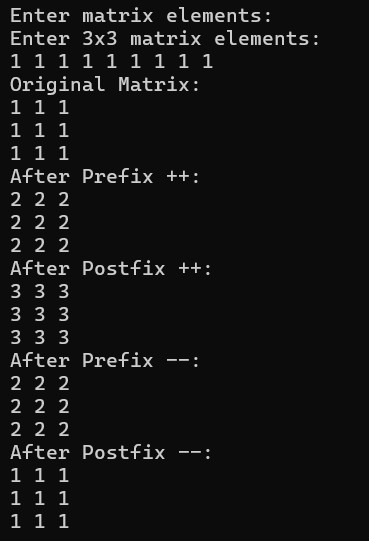 Enter matrix elements:
Enter 3x3 matrix elements:
1 1 1 1 1 1 1 1 1
Original Matrix:
1 1 1
1 1 1
1 1 1
After Prefix ++:
2 2 2
2 2 2
2 2 2
After Postfix ++:
3 3 3
3 3 3
3 3 3
After Prefix --:
2 2 2
2 2 2
2 2 2
After Postfix --:
1 1 1
1 1 1
1 1 1